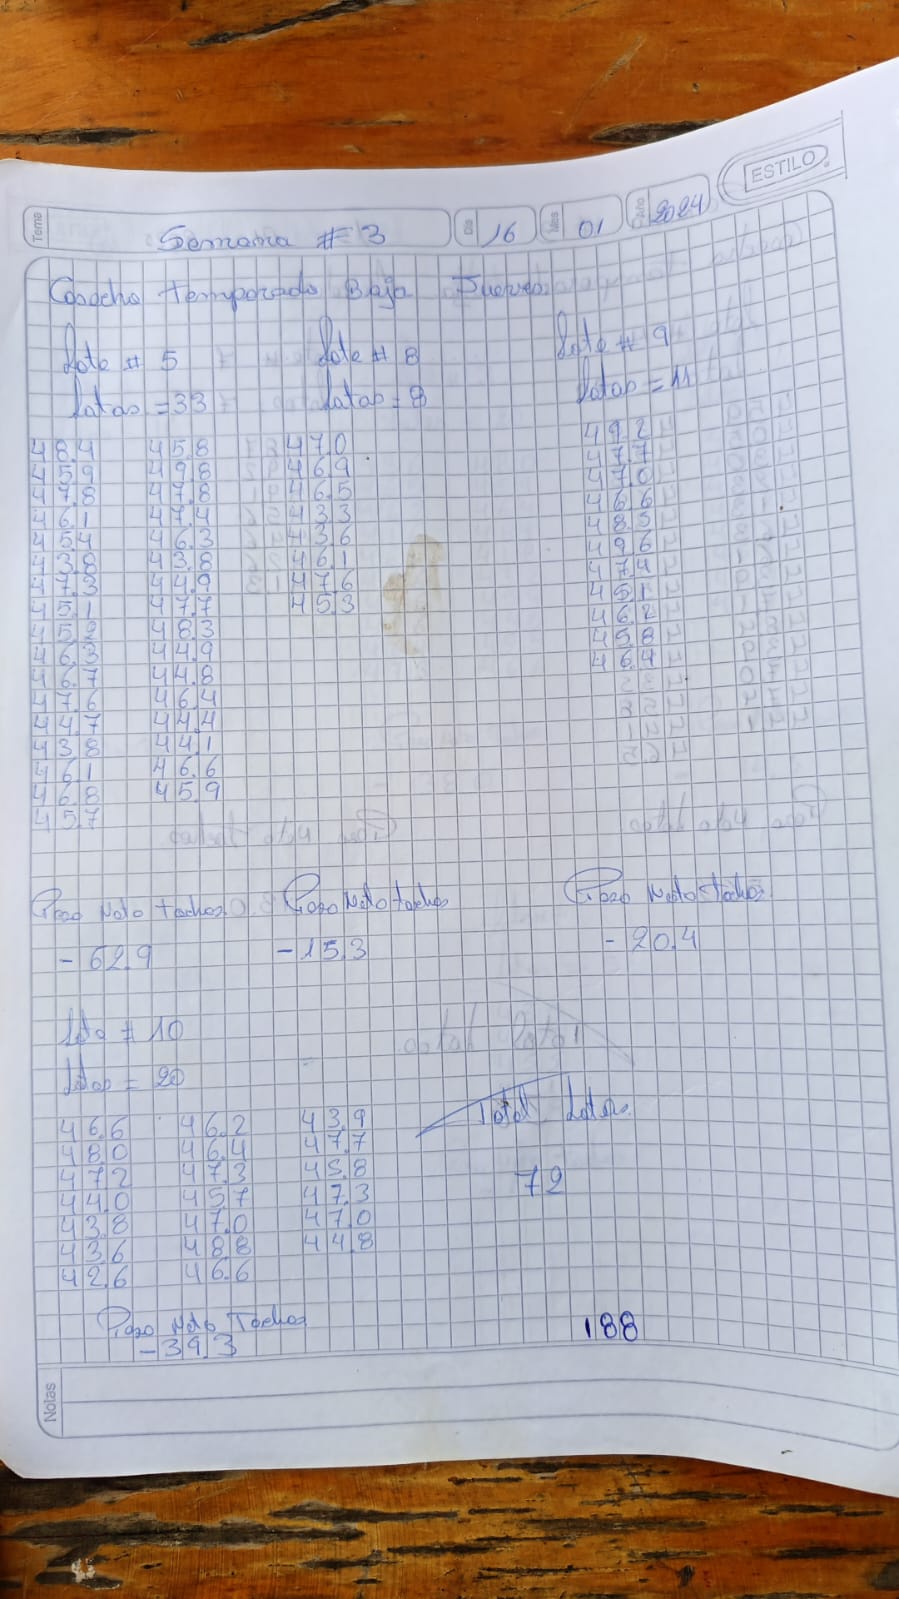 ESTILO
Tema Semana # 3 Día 16 Mes 01 Año 2024
Cosecha Temporada Baja Jueves
Lote # 5 Lote # 8 Lote # 9
Latas = 33 Latas = 8 Latas = 11
48.4 45.8 47.0 49.2
45.9 49.8 46.9 47.7
47.8 47.8 46.5 47.0
46.1 47.4 43.3 46.6
45.4 46.3 43.6 48.3
43.8 43.8 46.1 49.6
47.3 44.9 47.6 47.4
45.1 47.7 45.3 45.1
45.2 48.3 46.2
46.3 44.9 45.8
46.7 44.8 46.4
47.6 46.4
44.7 44.4
43.8 44.1
46.1 46.6
46.8 45.9
45.7
Peso Neto tachos Peso Neto tachos Peso Neto tachos
- 62.9 - 15.3 - 20.4
Lote # 10
Latas = 20
Total Latas
46.6 46.2 43.9
48.0 46.4 47.7
47.2 47.3 45.8
44.0 45.7 47.3
43.8 47.0 47.0
43.6 48.8 44.8
42.6 46.6
72
Peso Neto Tachos
- 39.3
188
Notas